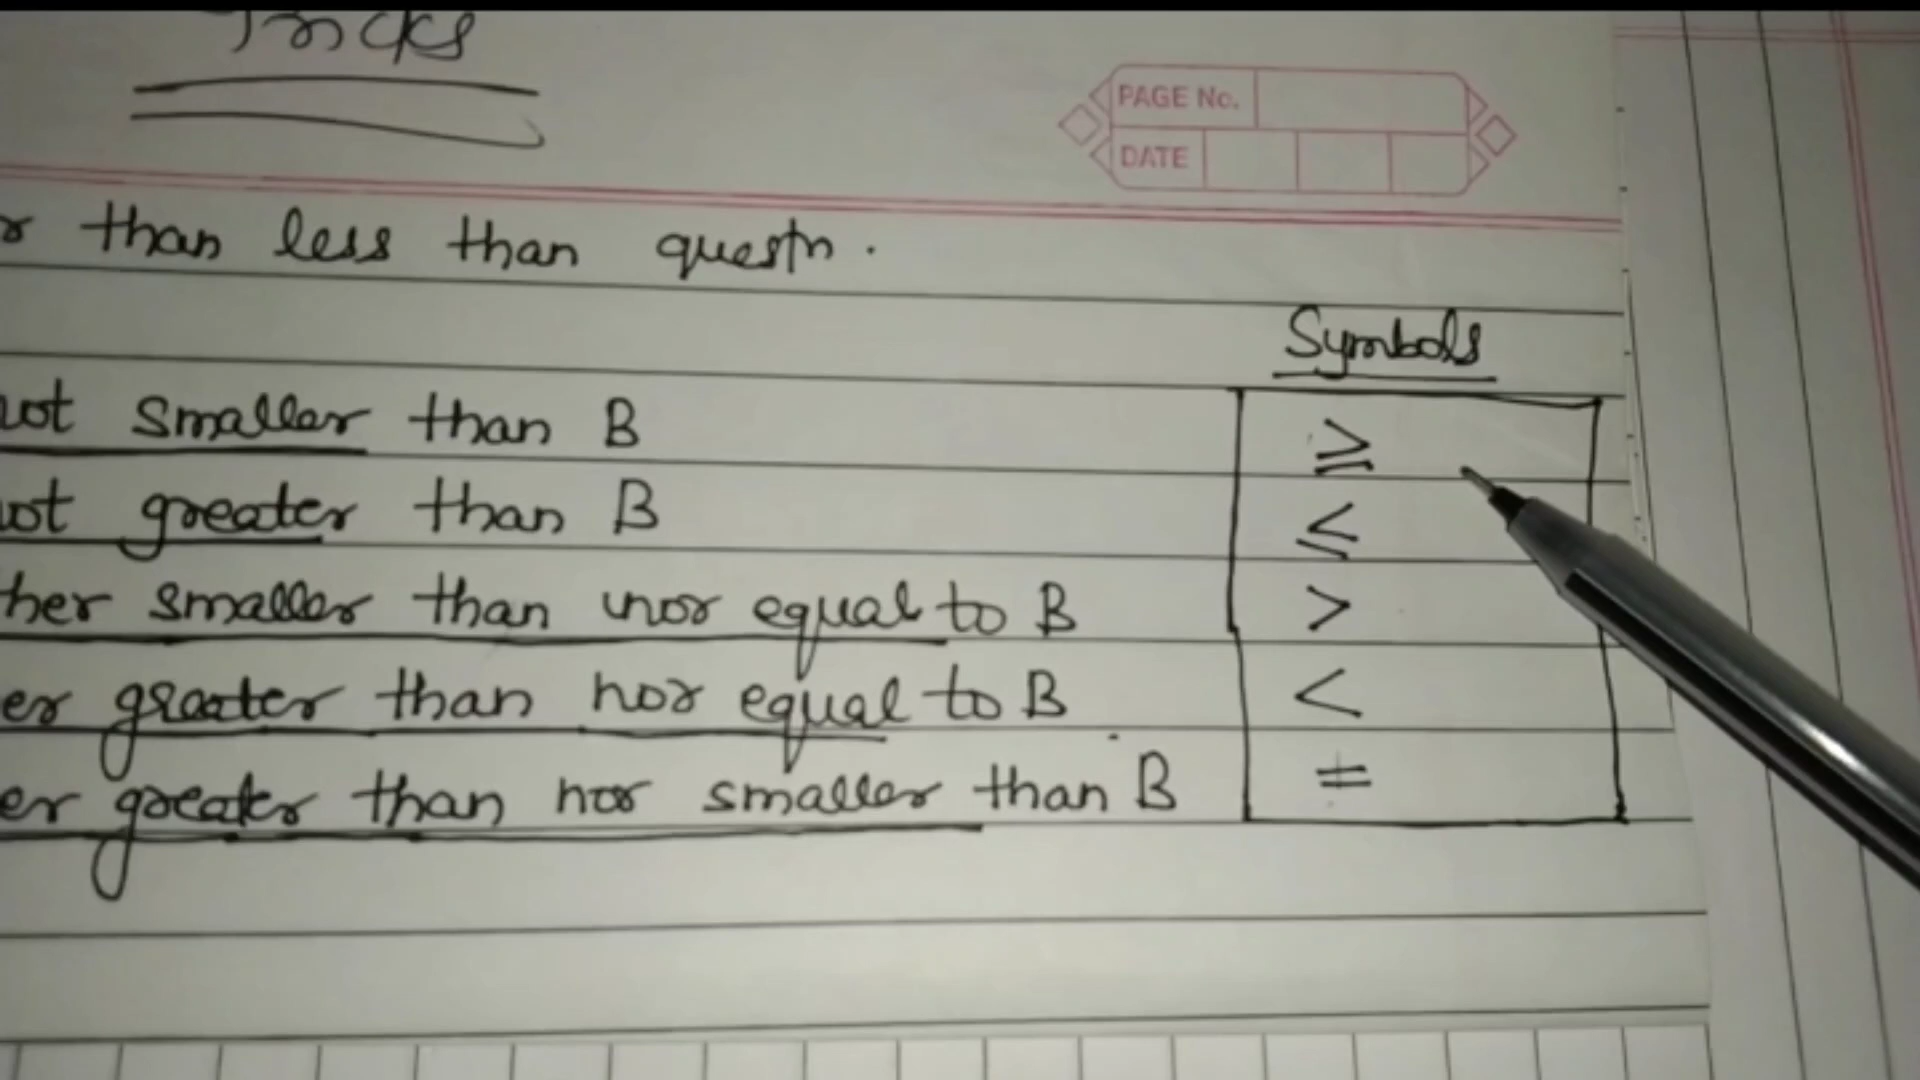 Tricks
PAGE No.
DATE
r than less than questn.
Symbols
not smaller than B ≥
not greater than B ≤
ther smaller than nor equal to B >
er greater than nor equal to B <
er greater than nor smaller than B =